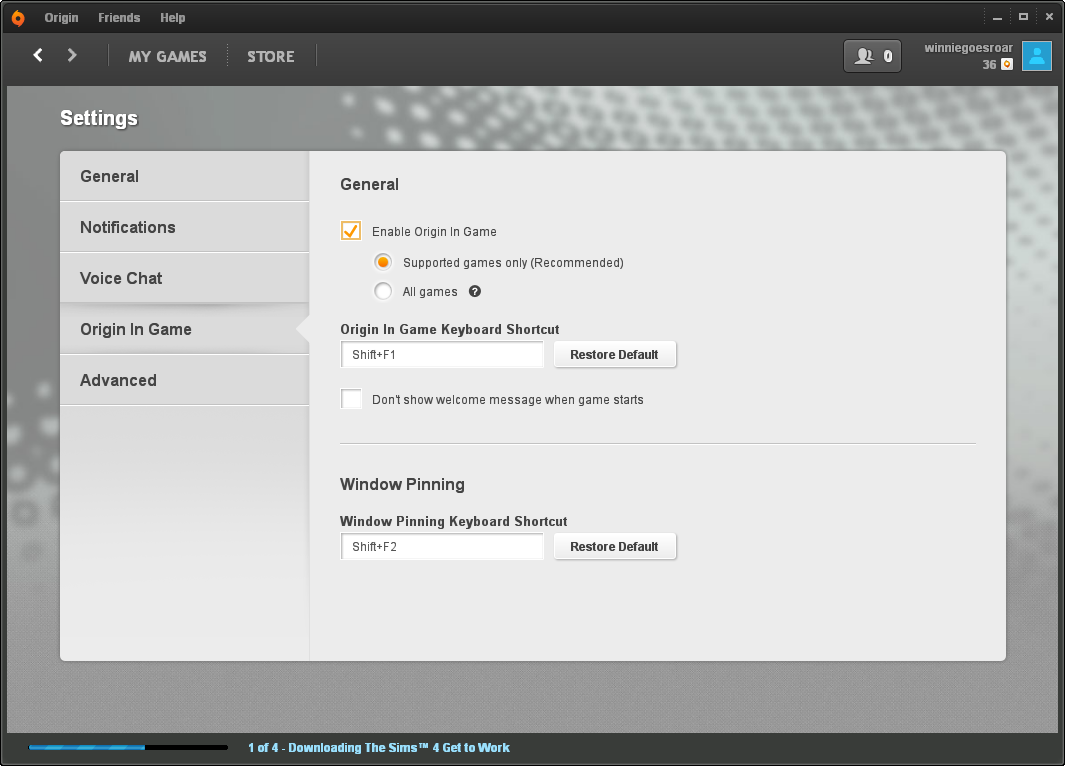 Origin Friends Help
MY GAMES STORE
0
winniegoesroar
36
Settings
General
Notifications
Voice Chat
Origin In Game
Advanced
General
Enable Origin In Game
Supported games only (Recommended)
All games ?
Origin In Game Keyboard Shortcut
Shift+F1 Restore Default
Don't show welcome message when game starts
Window Pinning
Window Pinning Keyboard Shortcut
Shift+F2 Restore Default
1 of 4 - Downloading The Sims™ 4 Get to Work